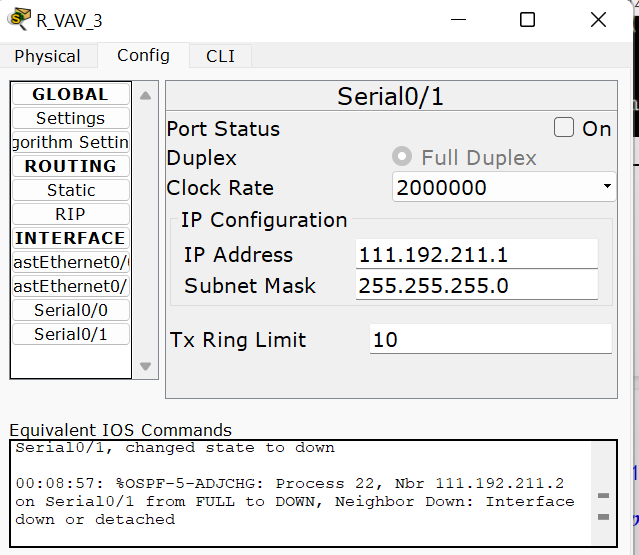 R_VAV_3
Physical Config CLI
GLOBAL
Settings
gorithm Settin
ROUTING
Static
RIP
INTERFACE
astEthernet0/
astEthernet0/
Serial0/0
Serial0/1
Serial0/1
Port Status On
Duplex Full Duplex
Clock Rate 2000000
IP Configuration
IP Address 111.192.211.1
Subnet Mask 255.255.255.0
Tx Ring Limit 10
Equivalent IOS Commands
Serial0/1, changed state to down
00:08:57: %OSPF-5-ADJCHG: Process 22, Nbr 111.192.211.2
on Serial0/1 from FULL to DOWN, Neighbor Down: Interface
down or detached